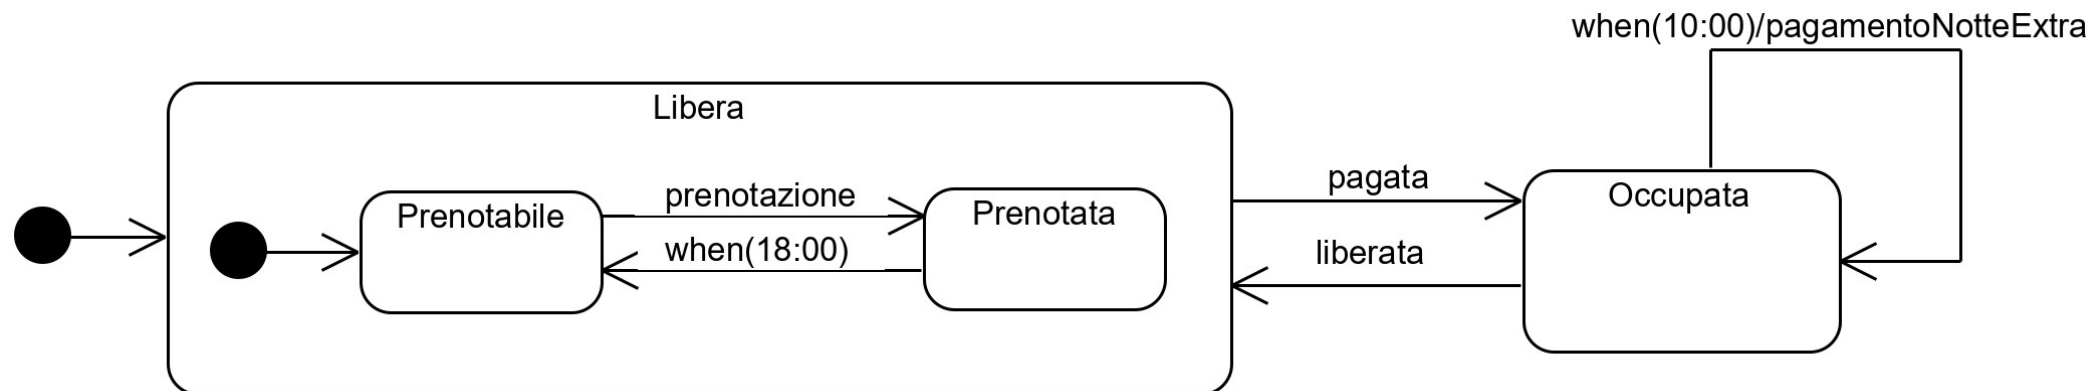 when(10:00)/pagamentoNotteExtra
Libera
Prenotabile
prenotazione
when(18:00)
Prenotata
pagata
liberata
Occupata